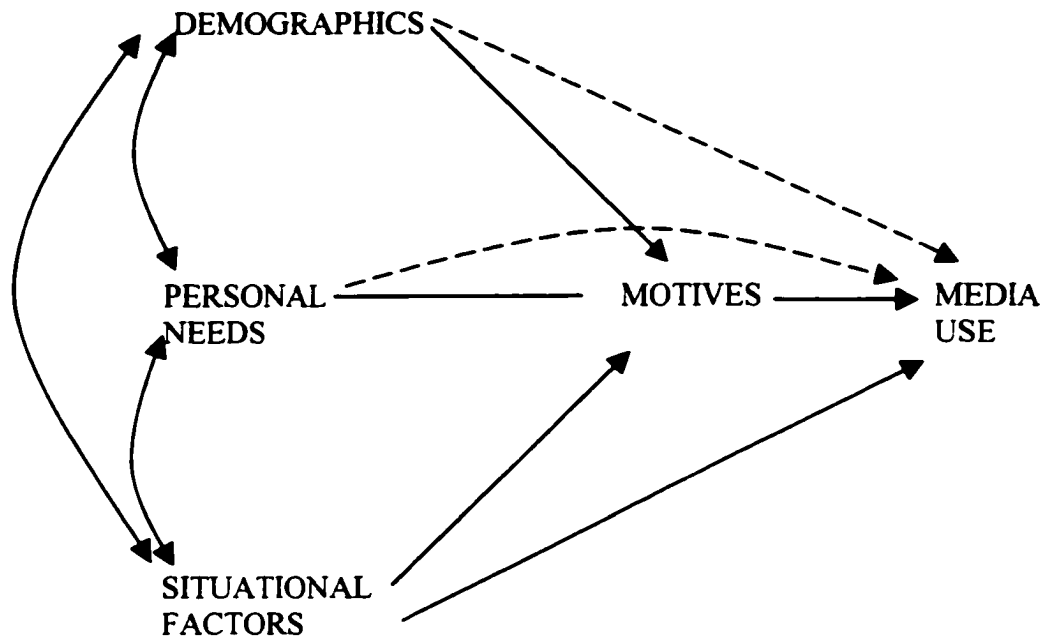 DEMOGRAPHICS
PERSONAL
NEEDS
MOTIVES
MEDIA
USE
SITUATIONAL
FACTORS